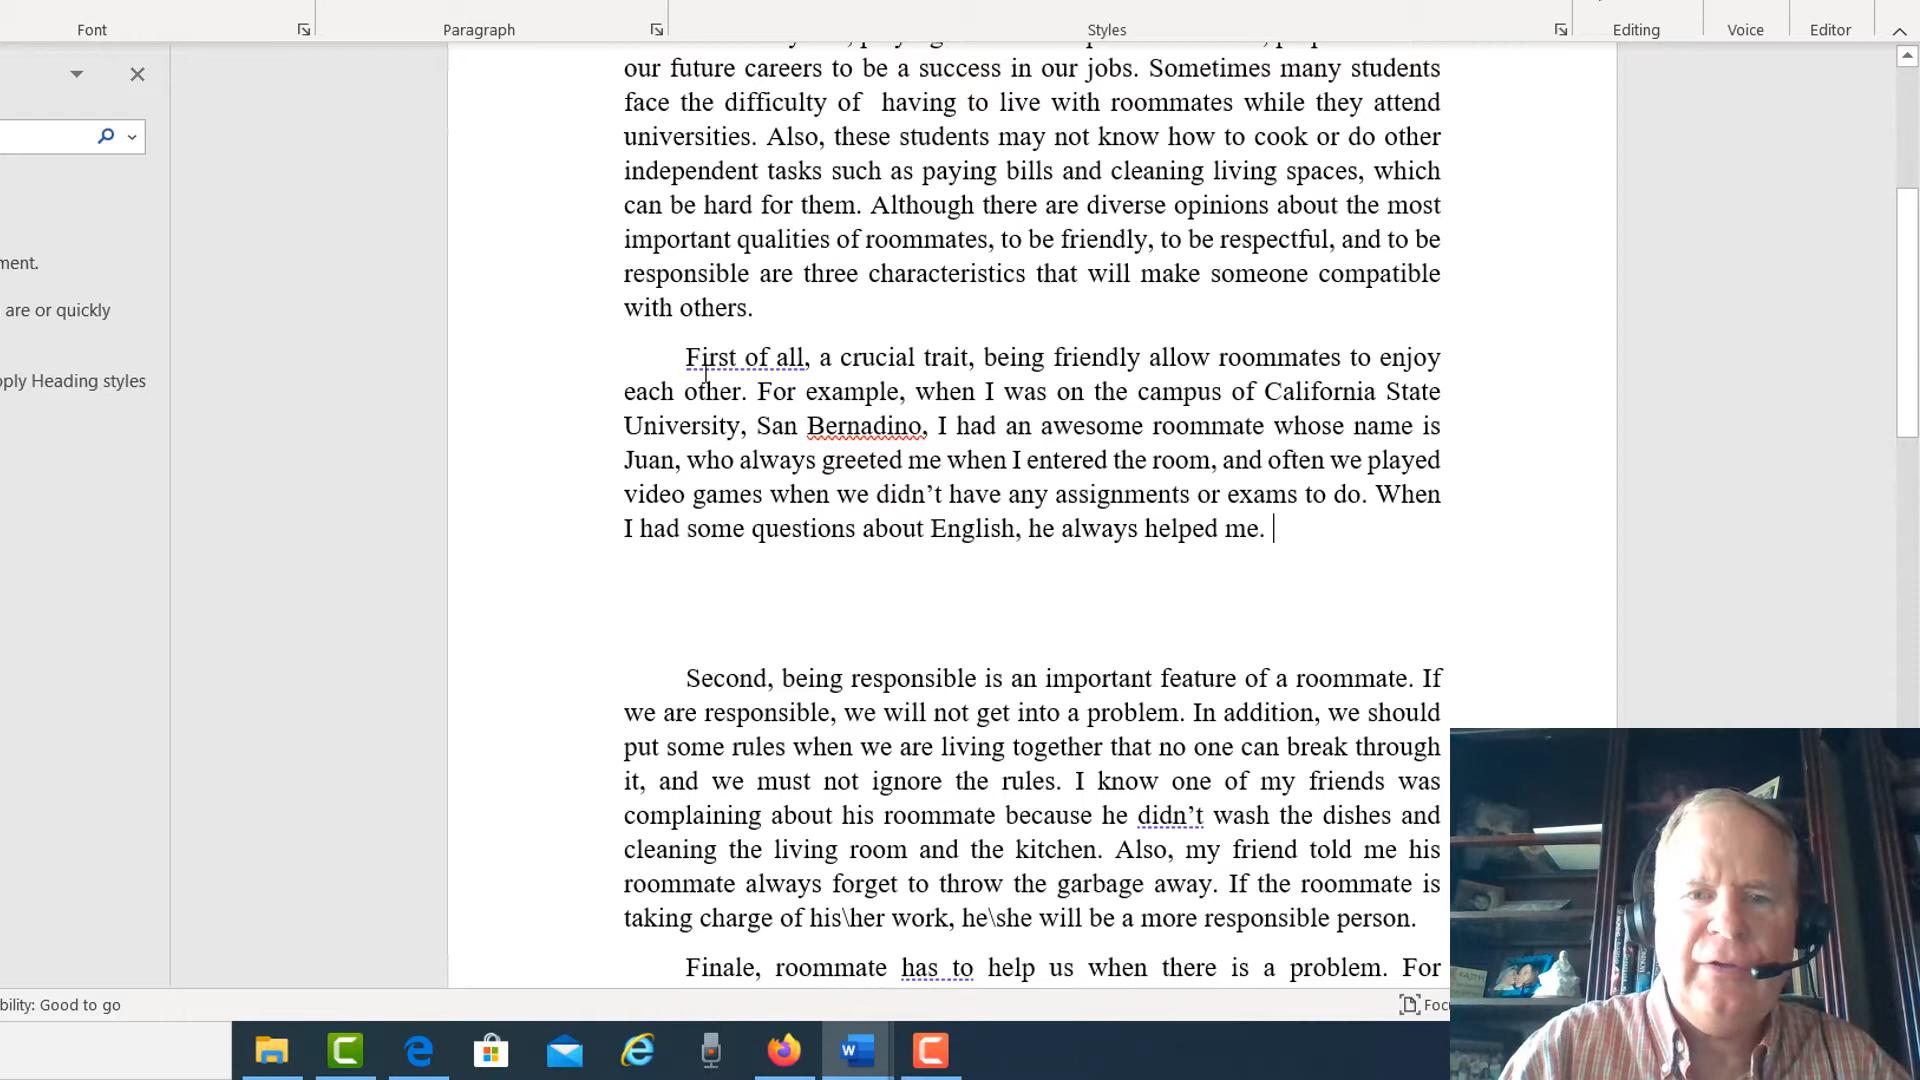 Font
Paragraph
Styles
Editing
Voice
Editor
our future careers to be a success in our jobs. Sometimes many students
face the difficulty of having to live with roommates while they attend
universities. Also, these students may not know how to cook or do other
independent tasks such as paying bills and cleaning living spaces, which
can be hard for them. Although there are diverse opinions about the most
important qualities of roommates, to be friendly, to be respectful, and to be
responsible are three characteristics that will make someone compatible
with others.
First of all, a crucial trait, being friendly allow roommates to enjoy
each other. For example, when I was on the campus of California State
University, San Bernadino, I had an awesome roommate whose name is
Juan, who always greeted me when I entered the room, and often we played
video games when we didn’t have any assignments or exams to do. When
I had some questions about English, he always helped me.
Second, being responsible is an important feature of a roommate. If
we are responsible, we will not get into a problem. In addition, we should
put some rules when we are living together that no one can break through
it, and we must not ignore the rules. I know one of my friends was
complaining about his roommate because he didn’t wash the dishes and
cleaning the living room and the kitchen. Also, my friend told me his
roommate always forget to throw the garbage away. If the roommate is
taking charge of his\her work, he\she will be a more responsible person.
Finale, roommate has to help us when there is a problem. For
ment.
are or quickly
pply Heading styles
bility: Good to go
Foc